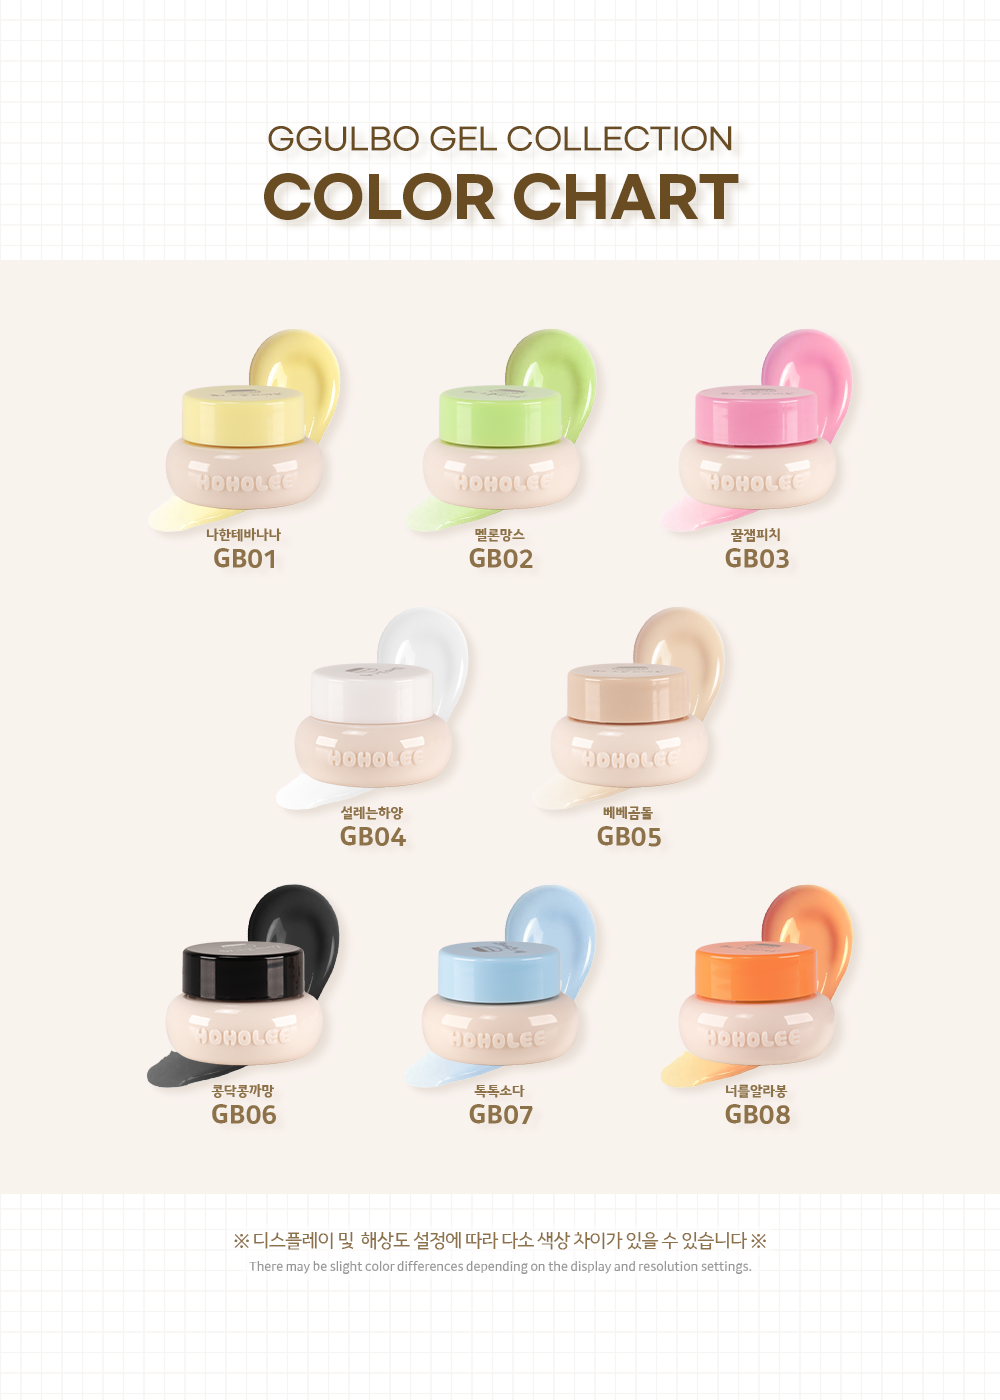 GGULBO GEL COLLECTION
COLOR CHART
HOHOLEE
HOHOLEE
HOHOLEE
나한테바나나
GB01
멜론망스
GB02
꿀잼피치
GB03
HOHOLEE
HOHOLEE
설레는하양
GB04
베베곰돌
GB05
HOHOLEE
HOHOLEE
HOHOLEE
콩닥콩까망
GB06
톡톡소다
GB07
너를알라봉
GB08
※ 디스플레이 및 해상도 설정에 따라 다소 색상 차이가 있을 수 있습니다 ※
There may be slight color differences depending on the display and resolution settings.